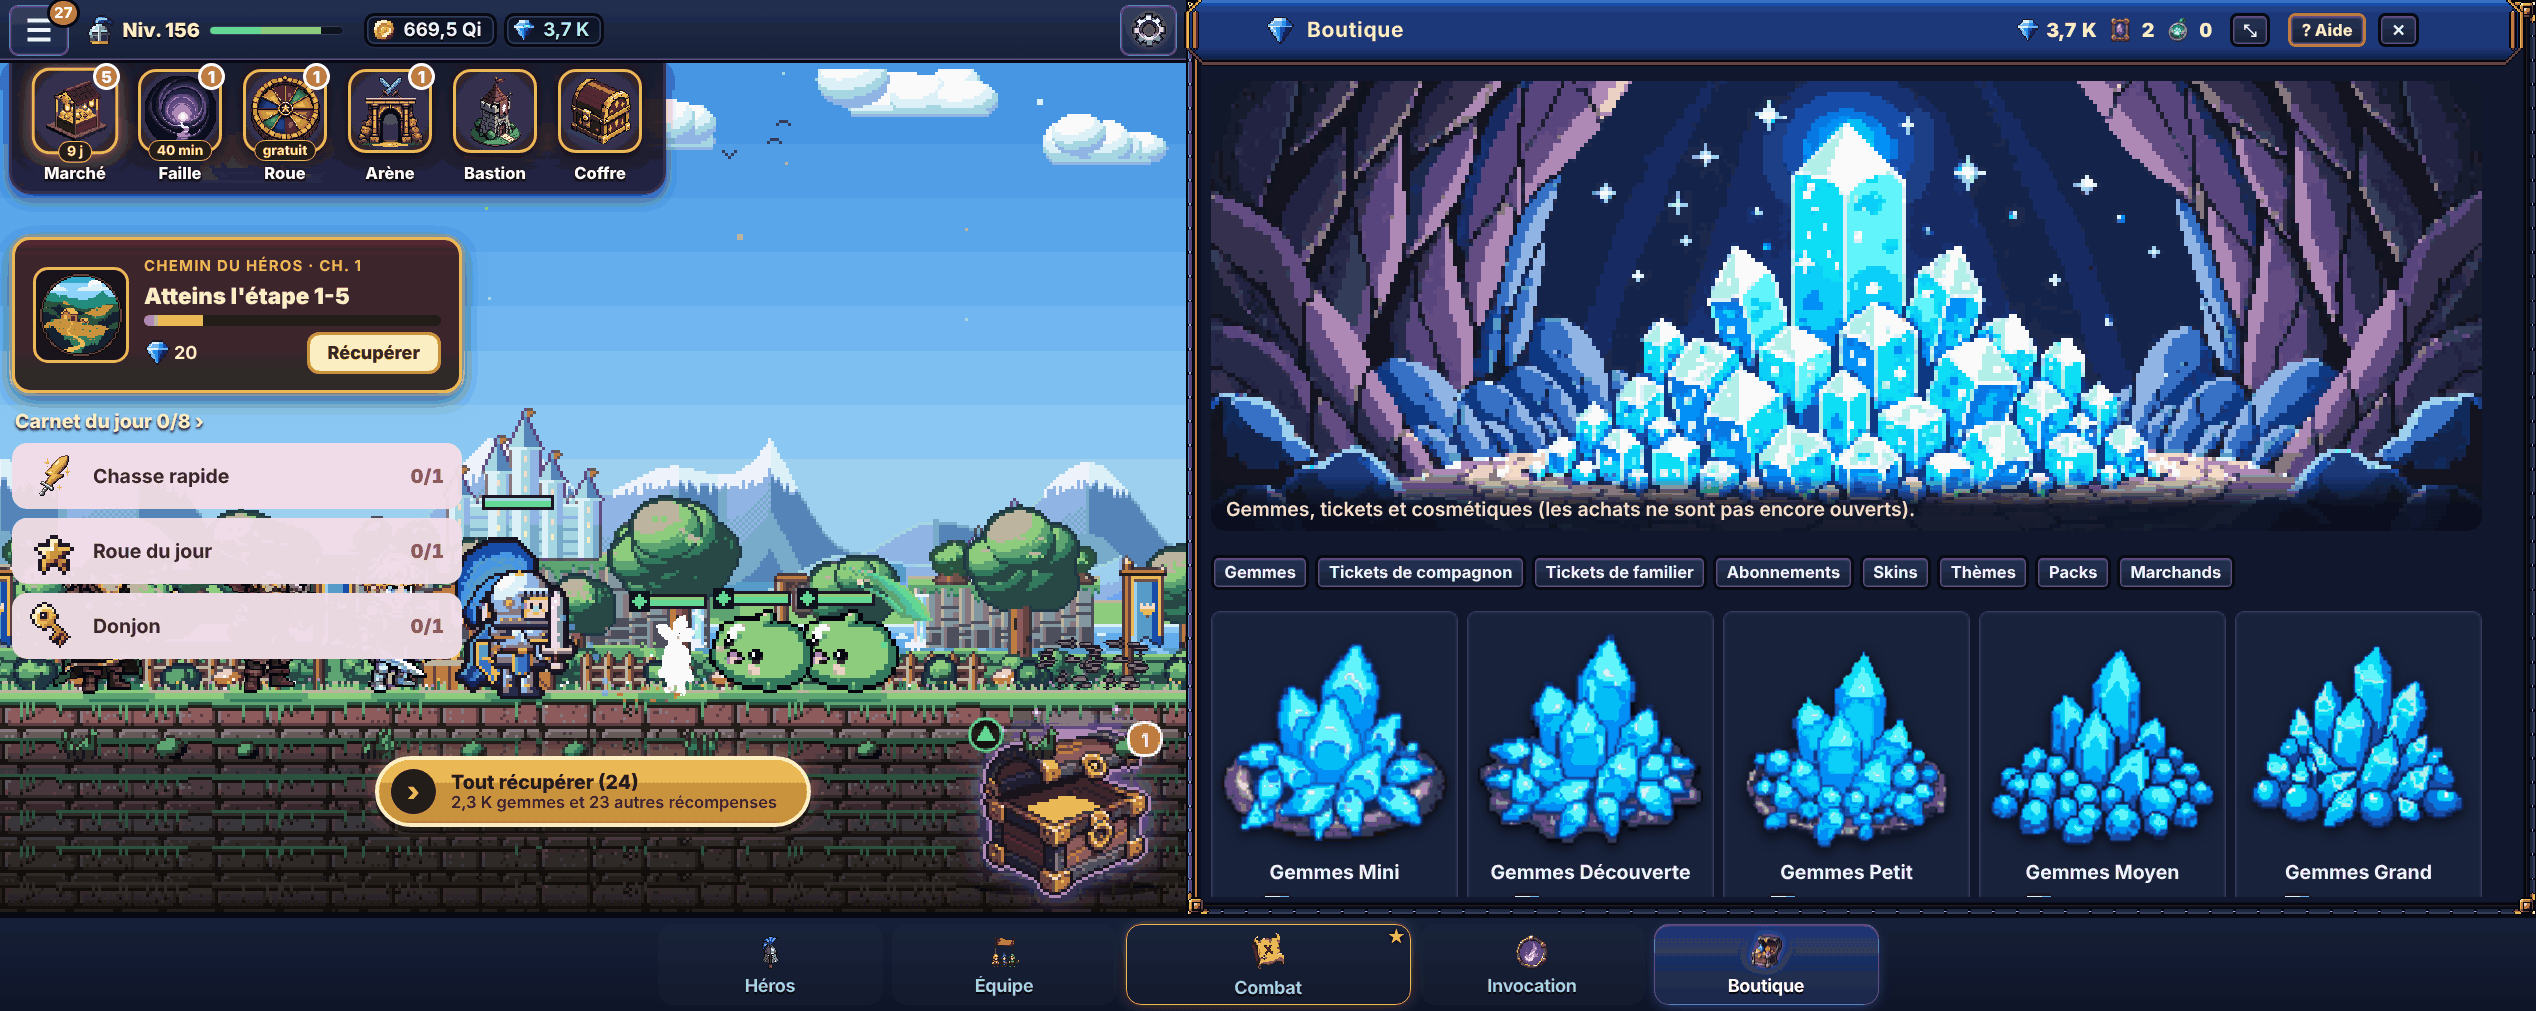 27
Niv. 156
669,5 Qi
3,7 K
5
1
1
1
9 j
40 min
gratuit
Marché
Faille
Roue
Arène
Bastion
Coffre
CHEMIN DU HÉROS · CH. 1
Atteins l'étape 1-5
20
Récupérer
Carnet du jour 0/8 ›
Chasse rapide 0/1
Roue du jour 0/1
Donjon 0/1
Tout récupérer (24)
2,3 K gemmes et 23 autres récompenses
1
Boutique
3,7 K
2
0
? Aide
Gemmes, tickets et cosmétiques (les achats ne sont pas encore ouverts).
Gemmes
Tickets de compagnon
Tickets de familier
Abonnements
Skins
Thèmes
Packs
Marchands
Gemmes Mini
Gemmes Découverte
Gemmes Petit
Gemmes Moyen
Gemmes Grand
Héros
Équipe
Combat
Invocation
Boutique